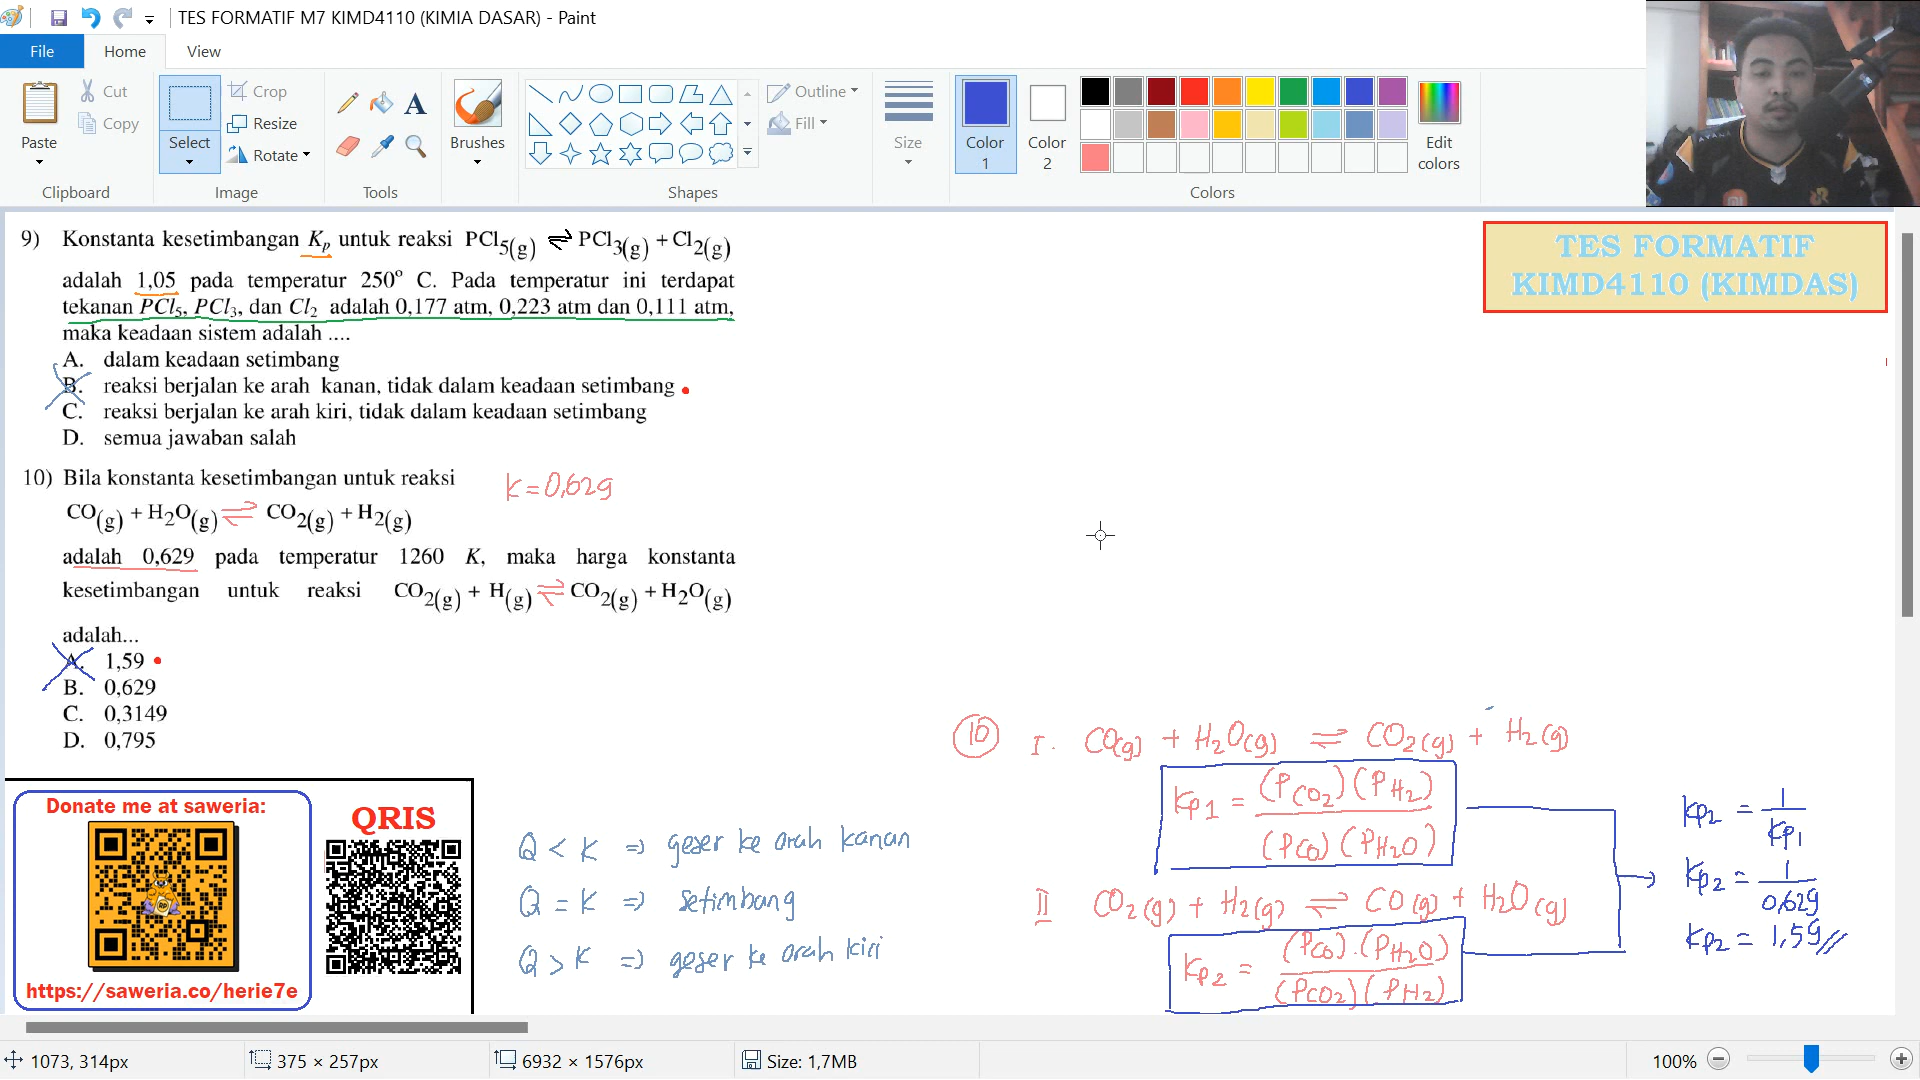 TES FORMATIF M7 KIMD4110 (KIMIA DASAR) - Paint
File
Home
View
Paste
Cut
Copy
Clipboard
Select
Crop
Resize
Rotate
Image
Tools
Brushes
Shapes
Outline
Fill
Size
Color 1
Color 2
Edit colors
Colors
TES FORMATIF
KIMD4110 (KIMDAS)
9) Konstanta kesetimbangan Kp untuk reaksi PCl5(g) ⇌ PCl3(g) + Cl2(g)
adalah 1,05 pada temperatur 250° C. Pada temperatur ini terdapat
tekanan PCl5, PCl3, dan Cl2 adalah 0,177 atm, 0,223 atm dan 0,111 atm,
maka keadaan sistem adalah ....
A. dalam keadaan setimbang
B. reaksi berjalan ke arah kanan, tidak dalam keadaan setimbang
C. reaksi berjalan ke arah kiri, tidak dalam keadaan setimbang
D. semua jawaban salah
10) Bila konstanta kesetimbangan untuk reaksi
K = 0,629
CO(g) + H2O(g) ⇌ CO2(g) + H2(g)
adalah 0,629 pada temperatur 1260 K, maka harga konstanta
kesetimbangan untuk reaksi CO2(g) + H(g) ⇌ CO2(g) + H2O(g)
adalah...
A. 1,59
B. 0,629
C. 0,3149
D. 0,795
Donate me at saweria:
https://saweria.co/herie7e
QRIS
Q < K ⇒ geser ke arah kanan
Q = K ⇒ setimbang
Q > K ⇒ geser ke arah kiri
10 I. CO(g) + H2O(g) ⇌ CO2(g) + H2(g)
Kp1 = (PCO2)(PH2)
(PCO)(PH2O)
II CO2(g) + H2(g) ⇌ CO(g) + H2O(g)
Kp2 = (PCO).(PH2O)
(PCO2)(PH2)
Kp2 = 1
Kp1
Kp2 = 1
0,629
Kp2 = 1,59//
1073, 314px
375 × 257px
6932 × 1576px
Size: 1,7MB
100%